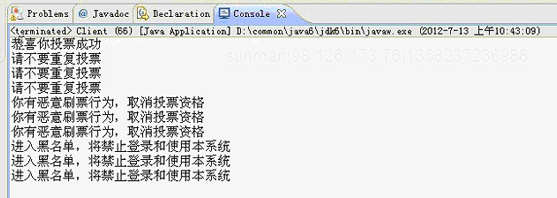 Problems @ Javadoc Declaration Console
<terminated> Client (66) [Java Application] D:\common\java6\jdk6\bin\javaw.exe (2012-7-13 上午10:43:09)
恭喜你投票成功
请不要重复投票
请不要重复投票
请不要重复投票
你有恶意刷票行为，取消投票资格
你有恶意刷票行为，取消投票资格
你有恶意刷票行为，取消投票资格
进入黑名单，将禁止登录和使用本系统
进入黑名单，将禁止登录和使用本系统
进入黑名单，将禁止登录和使用本系统